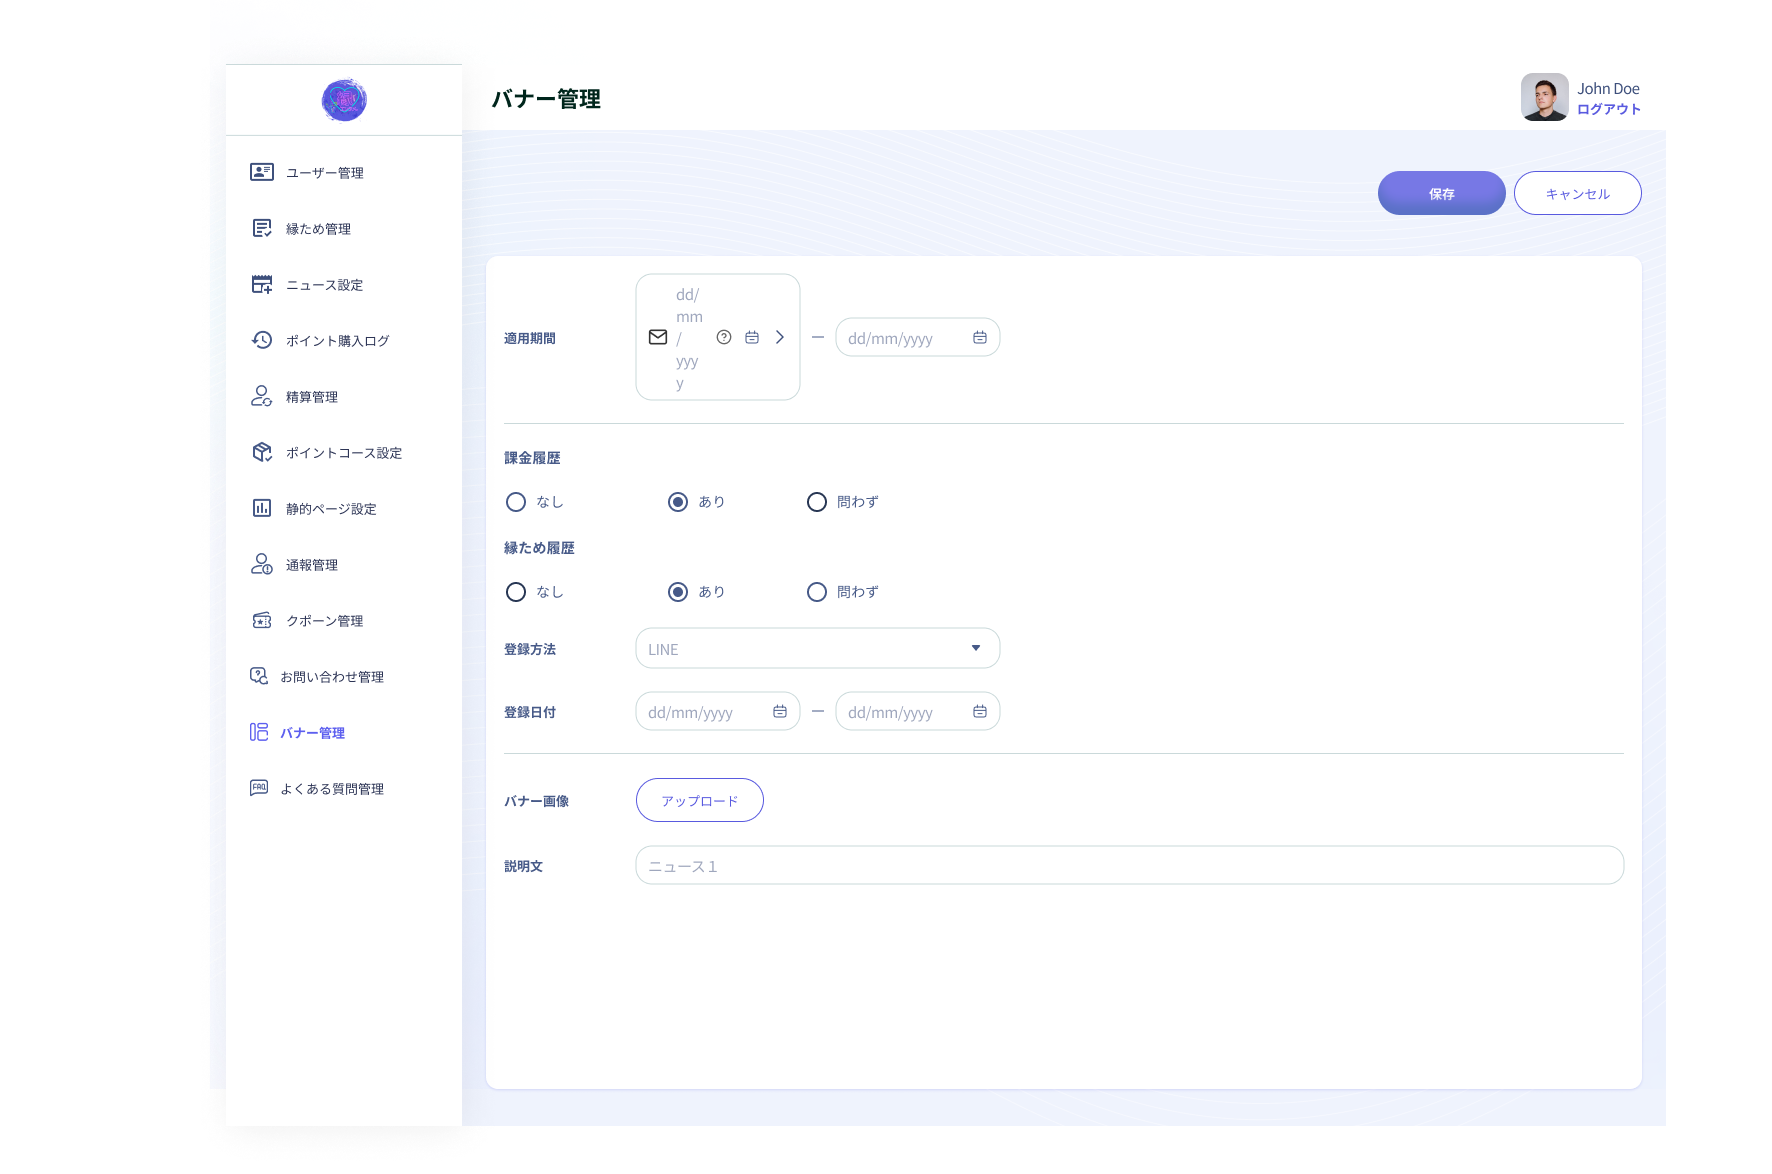 バナー管理
John Doe
ログアウト
ユーザー管理
縁ため管理
ニュース設定
ポイント購入ログ
精算管理
ポイントコース設定
静的ページ設定
通報管理
クポーン管理
お問い合わせ管理
バナー管理
FAQ よくある質問管理
保存 キャンセル
適用期間
dd/
mm
/
yyy
y
— dd/mm/yyyy
課金履歴
なし あり 問わず
縁ため履歴
なし あり 問わず
登録方法 LINE
登録日付 dd/mm/yyyy — dd/mm/yyyy
バナー画像 アップロード
説明文 ニュース１